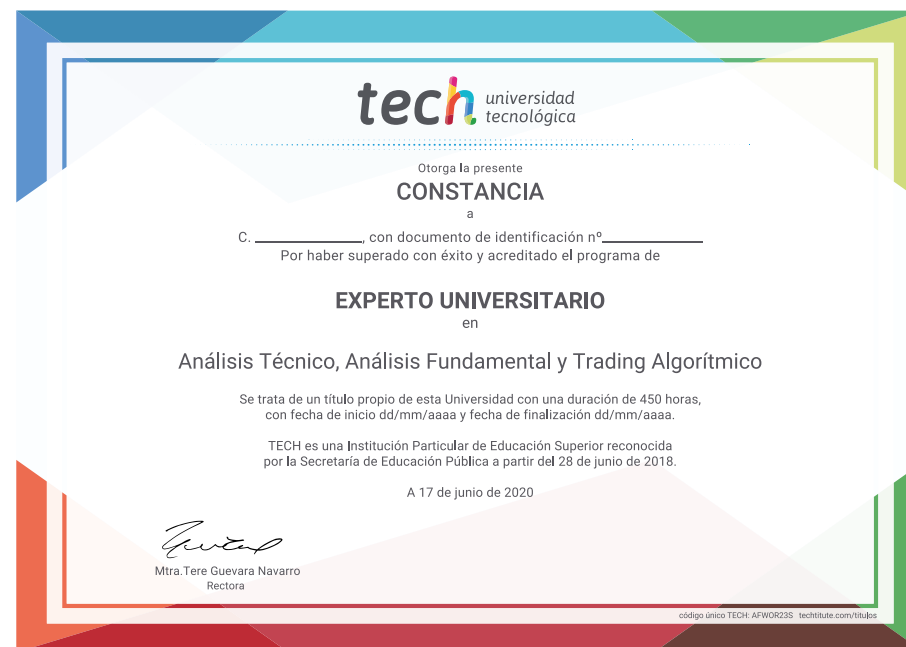 tech universidad
tecnológica
Otorga la presente
CONSTANCIA
a
C. ______________, con documento de identificación nº_____________
Por haber superado con éxito y acreditado el programa de
EXPERTO UNIVERSITARIO
en
Análisis Técnico, Análisis Fundamental y Trading Algorítmico
Se trata de un título propio de esta Universidad con una duración de 450 horas,
con fecha de inicio dd/mm/aaaa y fecha de finalización dd/mm/aaaa.
TECH es una Institución Particular de Educación Superior reconocida
por la Secretaría de Educación Pública a partir del 28 de junio de 2018.
A 17 de junio de 2020
Mtra.Tere Guevara Navarro
Rectora
código único TECH: AFWOR23S techtitute.com/titulos